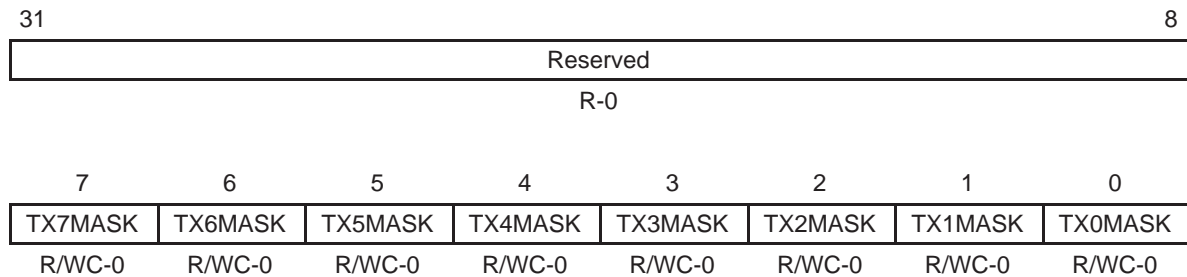 31 8
Reserved
R-0
7 6 5 4 3 2 1 0
TX7MASK TX6MASK TX5MASK TX4MASK TX3MASK TX2MASK TX1MASK TX0MASK
R/WC-0 R/WC-0 R/WC-0 R/WC-0 R/WC-0 R/WC-0 R/WC-0 R/WC-0